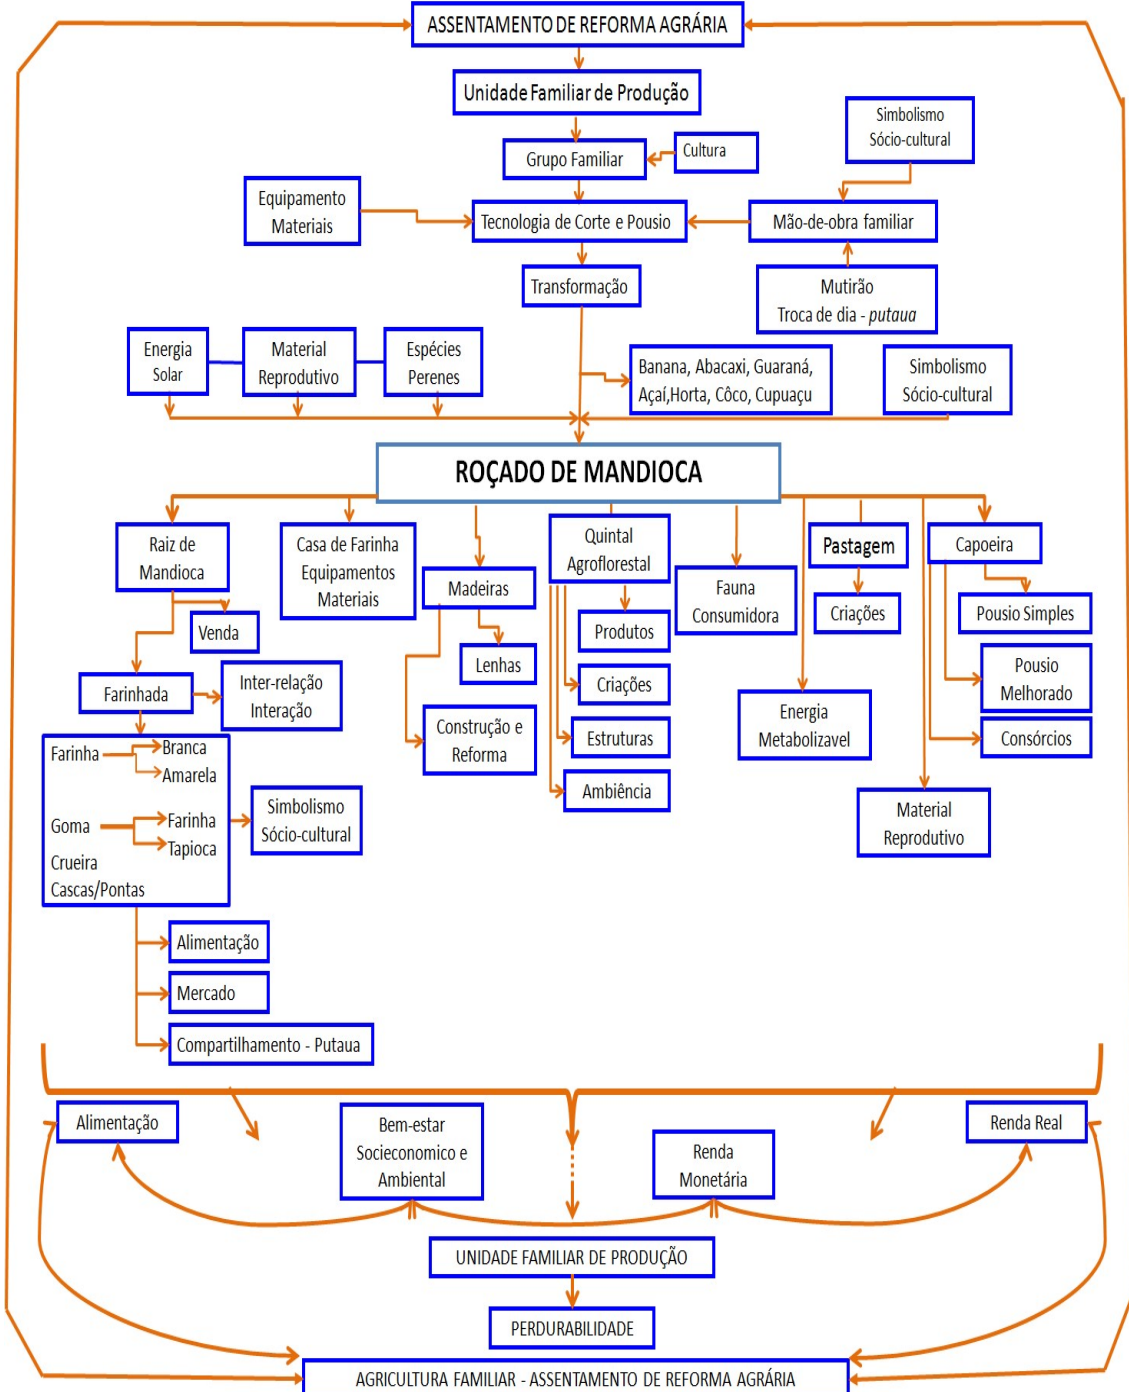 ASSENTAMENTO DE REFORMA AGRÁRIA
Unidade Familiar de Produção
Simbolismo
Sócio-cultural
Grupo Familiar
Cultura
Equipamento
Materiais
Tecnologia de Corte e Pousio
Mão-de-obra familiar
Transformação
Mutirão
Troca de dia - putaua
Energia
Solar
Material
Reprodutivo
Espécies
Perenes
Banana, Abacaxi, Guaraná,
Açaí,Horta, Côco, Cupuaçu
Simbolismo
Sócio-cultural
ROÇADO DE MANDIOCA
Raiz de
Mandioca
Casa de Farinha
Equipamentos
Materiais
Madeiras
Quintal
Agroflorestal
Fauna
Consumidora
Pastagem
Capoeira
Venda
Lenhas
Produtos
Criações
Pousio Simples
Farinhada
Inter-relação
Interação
Construção e
Reforma
Criações
Estruturas
Ambiência
Energia
Metabolizavel
Pousio
Melhorado
Consórcios
Material
Reprodutivo
Farinha
Branca
Amarela
Goma
Farinha
Tapioca
Crueira
Cascas/Pontas
Simbolismo
Sócio-cultural
Alimentação
Mercado
Compartilhamento - Putaua
Alimentação
Bem-estar
Socieconomico e
Ambiental
Renda
Monetária
Renda Real
UNIDADE FAMILIAR DE PRODUÇÃO
PERDURABILIDADE
AGRICULTURA FAMILIAR - ASSENTAMENTO DE REFORMA AGRÁRIA